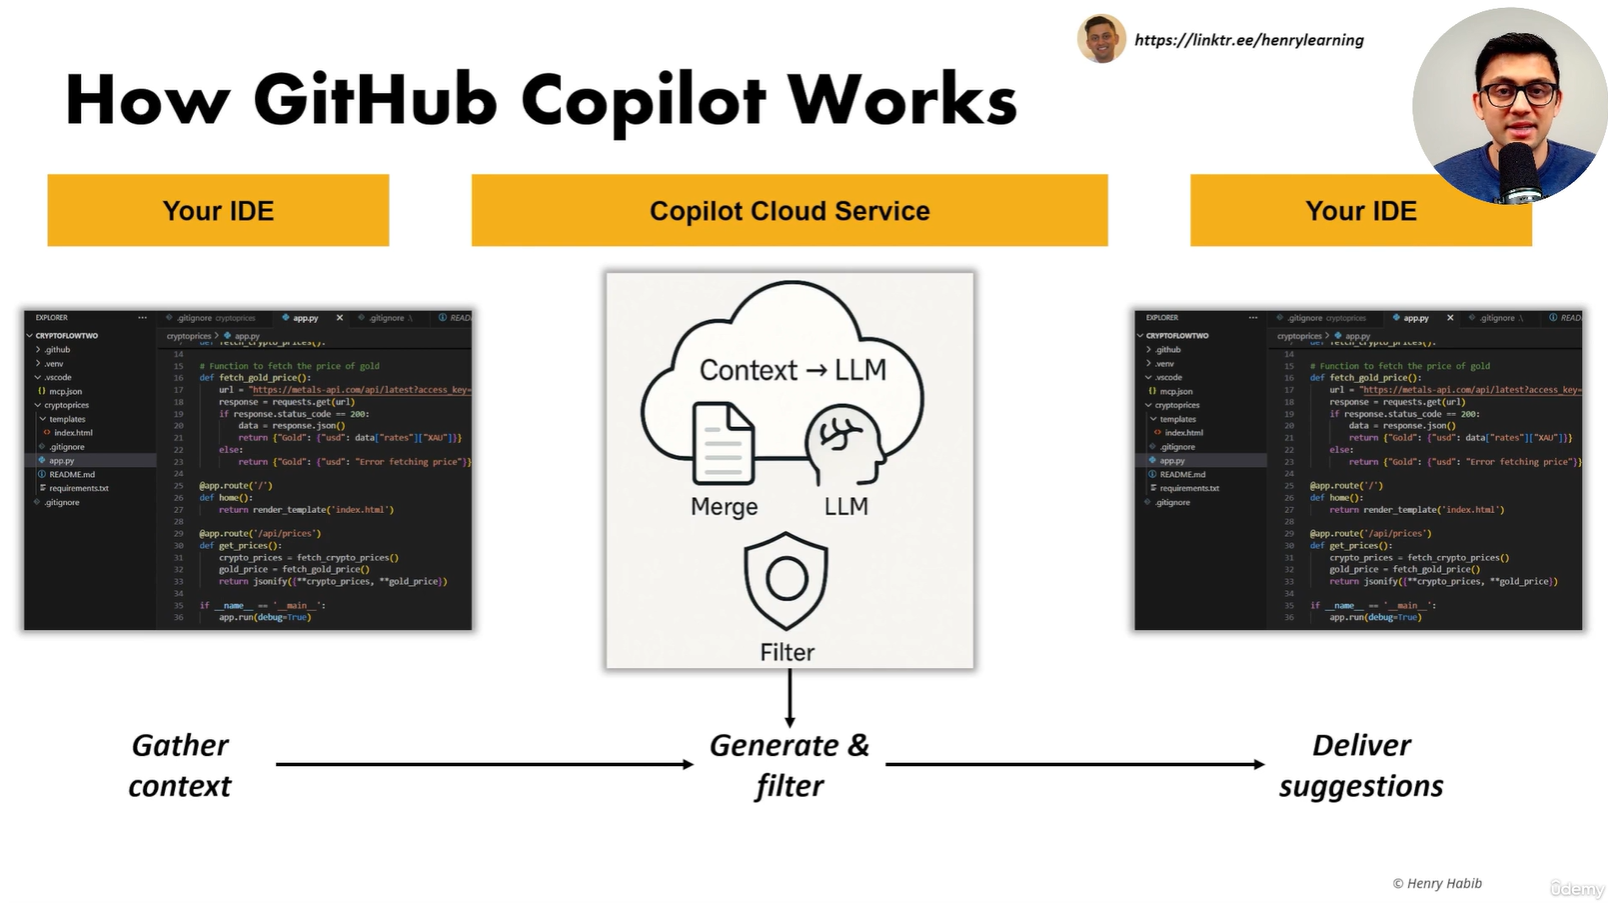 https://linktr.ee/henrylearning
How GitHub Copilot Works
Your IDE
Copilot Cloud Service
Your IDE
EXPLORER
CRYPTOFLOWTWO
.github
.venv
.vscode
{} mcp.json
cryptoprices
templates
<> index.html
.gitignore
app.py
README.md
requirements.txt
.gitignore
.gitignore cryptoprices app.py × .gitignore .\ READ
cryptoprices > app.py
def fetch_crypto_prices():
14
15 # Function to fetch the price of gold
16 def fetch_gold_price():
17 url = "https://metals-api.com/api/latest?access_key=
18 response = requests.get(url)
19 if response.status_code == 200:
20 data = response.json()
21 return {"Gold": {"usd": data["rates"]["XAU"]}}
22 else:
23 return {"Gold": {"usd": "Error fetching price"}}
24
25 @app.route('/')
26 def home():
27 return render_template('index.html')
28
29 @app.route('/api/prices')
30 def get_prices():
31 crypto_prices = fetch_crypto_prices()
32 gold_price = fetch_gold_price()
33 return jsonify({**crypto_prices, **gold_price})
34
35 if __name__ == '__main__':
36 app.run(debug=True)
Context → LLM
Merge
LLM
Filter
EXPLORER
CRYPTOFLOWTWO
.github
.venv
.vscode
{} mcp.json
cryptoprices
templates
<> index.html
.gitignore
app.py
README.md
requirements.txt
.gitignore
.gitignore cryptoprices app.py × .gitignore .\ READ
cryptoprices > app.py
def fetch_crypto_prices():
14
15 # Function to fetch the price of gold
16 def fetch_gold_price():
17 url = "https://metals-api.com/api/latest?access_key=
18 response = requests.get(url)
19 if response.status_code == 200:
20 data = response.json()
21 return {"Gold": {"usd": data["rates"]["XAU"]}}
22 else:
23 return {"Gold": {"usd": "Error fetching price"}}
24
25 @app.route('/')
26 def home():
27 return render_template('index.html')
28
29 @app.route('/api/prices')
30 def get_prices():
31 crypto_prices = fetch_crypto_prices()
32 gold_price = fetch_gold_price()
33 return jsonify({**crypto_prices, **gold_price})
34
35 if __name__ == '__main__':
36 app.run(debug=True)
Gather
context
Generate &
filter
Deliver
suggestions
© Henry Habib
ûdemy